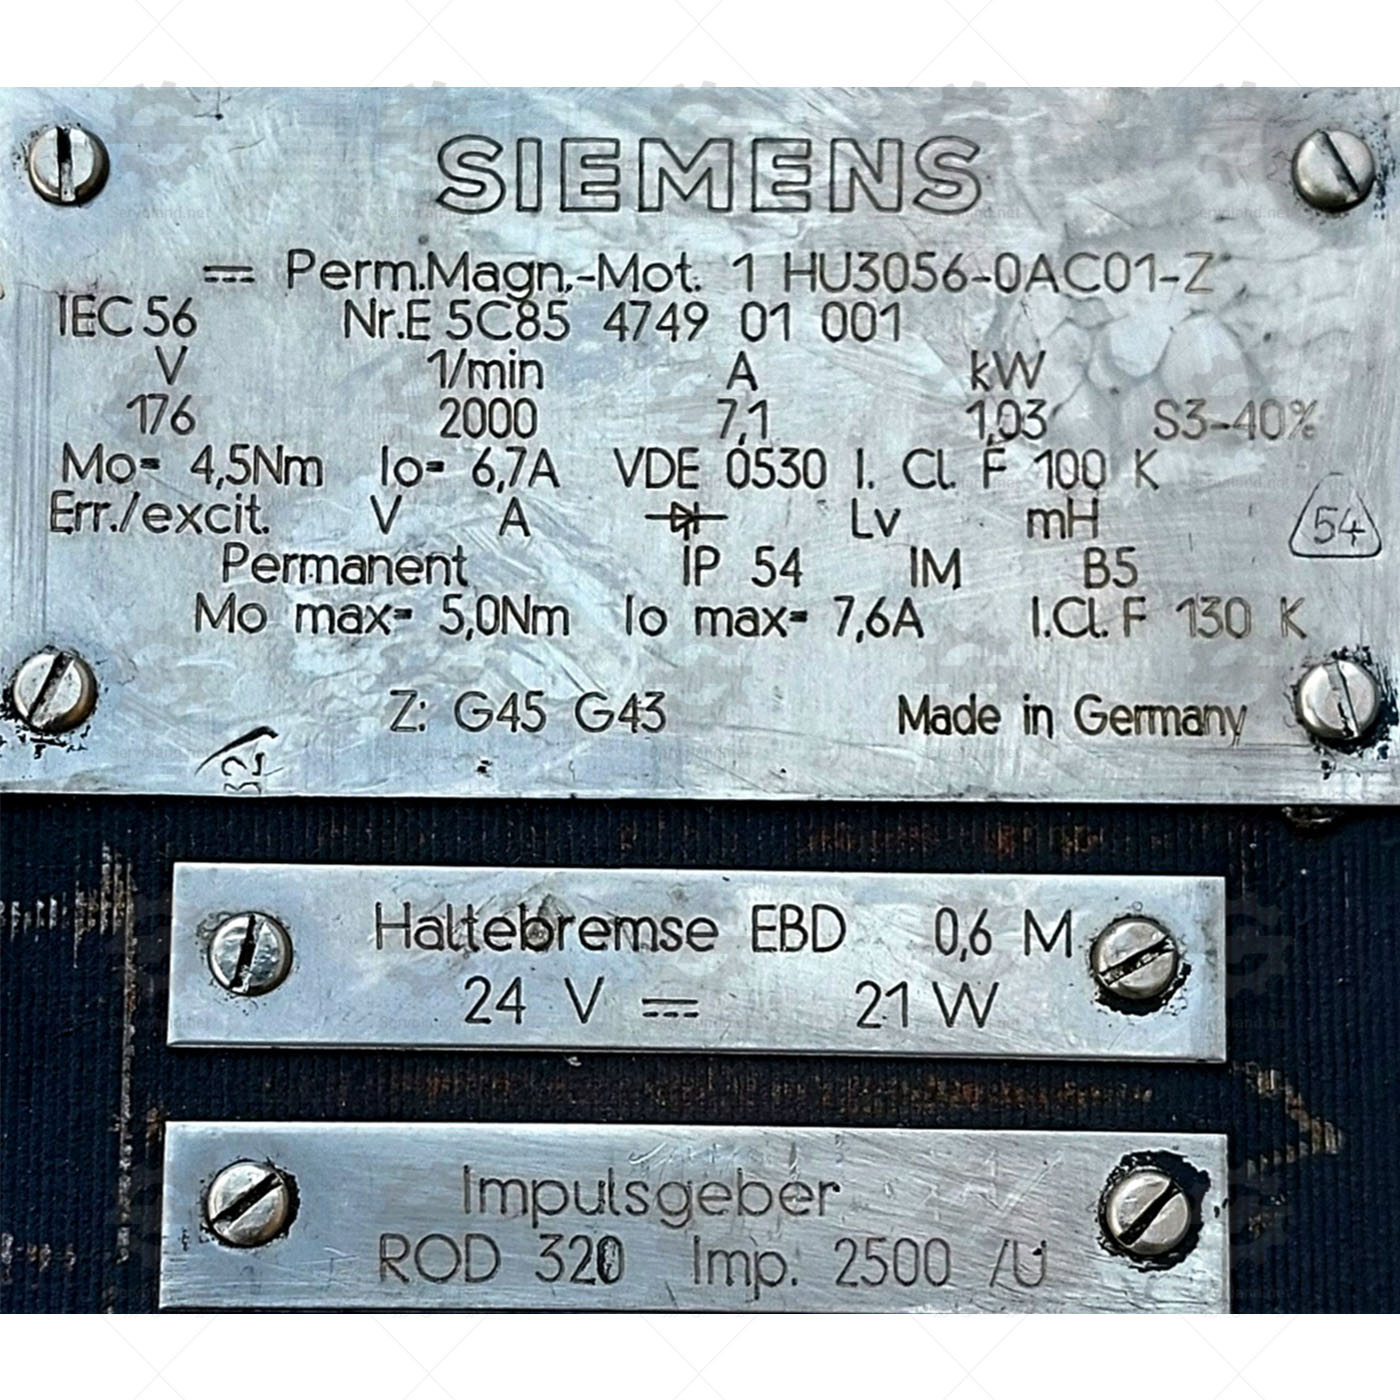 SIEMENS
⎓ Perm.Magn.-Mot. 1 HU3056-0AC01-Z
IEC 56 Nr.E 5C85 4749 01 001
V 1/min A kW
176 2000 7,1 1,03 S3-40%
Mo= 4,5Nm Io= 6,7A VDE 0530 I. Cl. F 100 K
Err./excit. V A Lv mH
54
Permanent IP 54 IM B5
Mo max= 5,0Nm Io max= 7,6A I.Cl. F 130 K
Z: G45 G43 Made in Germany
Haltebremse EBD 0,6 M
24 V ⎓ 21 W
Impulsgeber
ROD 320 Imp. 2500 /U
Servoland.net